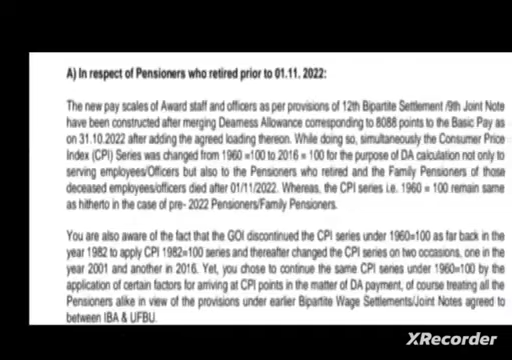 A) In respect of Pensioners who retired prior to 01.11. 2022:
The new pay scales of Award staff and officers as per provisions of 12th Bipartite Settlement /9th Joint Note
have been constructed after merging Dearness Allowance corresponding to 8088 points to the Basic Pay as
on 31.10.2022 after adding the agreed loading thereon. While doing so, simultaneously the Consumer Price
Index (CPI) Series was changed from 1960 =100 to 2016 = 100 for the purpose of DA calculation not only to
serving employees/Officers but also to the Pensioners who retired and the Family Pensioners of those
deceased employees/officers died after 01/11/2022. Whereas, the CPI series i.e. 1960 = 100 remain same
as hitherto in the case of pre- 2022 Pensioners/Family Pensioners.
You are also aware of the fact that the GOI discontinued the CPI series under 1960=100 as far back in the
year 1982 to apply CPI 1982=100 series and thereafter changed the CPI series on two occasions, one in the
year 2001 and another in 2016. Yet, you chose to continue the same CPI series under 1960=100 by the
application of certain factors for arriving at CPI points in the matter of DA payment, of course treating all the
Pensioners alike in view of the provisions under earlier Bipartite Wage Settlements/Joint Notes agreed to
between IBA & UFBU.
XRecorder